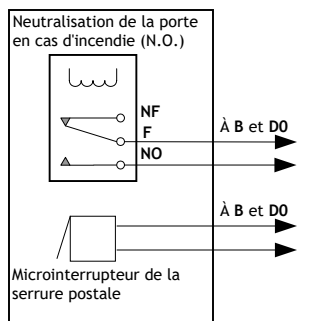 Neutralisation de la porte
en cas d'incendie (N.O.)
NF
F
À B et D0
NO
À B et D0
Microinterrupteur de la
serrure postale